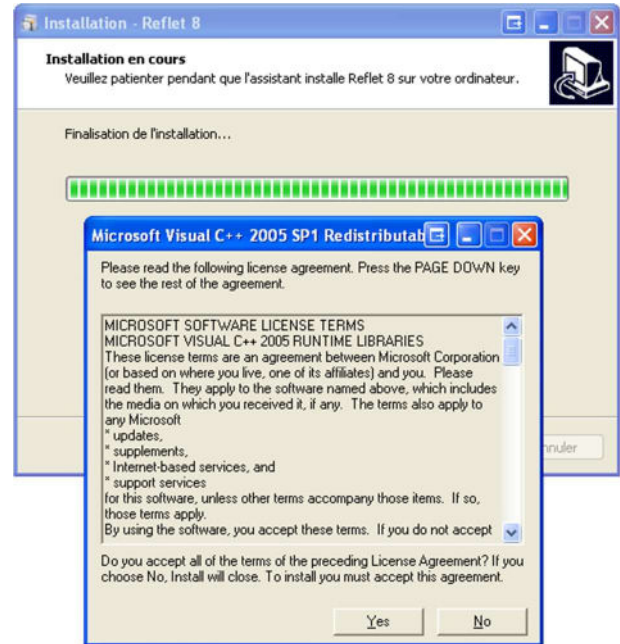 Installation - Reflet 8
Installation en cours
Veuillez patienter pendant que l'assistant installe Reflet 8 sur votre ordinateur.
Finalisation de l'installation...
Microsoft Visual C++ 2005 SP1 Redistributab
Please read the following license agreement. Press the PAGE DOWN key
to see the rest of the agreement.
MICROSOFT SOFTWARE LICENSE TERMS
MICROSOFT VISUAL C++ 2005 RUNTIME LIBRARIES
These license terms are an agreement between Microsoft Corporation
(or based on where you live, one of its affiliates) and you. Please
read them. They apply to the software named above, which includes
the media on which you received it, if any. The terms also apply to
any Microsoft
* updates,
* supplements,
* Internet-based services, and
* support services
for this software, unless other terms accompany those items. If so,
those terms apply.
By using the software, you accept these terms. If you do not accept
nnuler
Do you accept all of the terms of the preceding License Agreement? If you
choose No, Install will close. To install you must accept this agreement.
Yes No